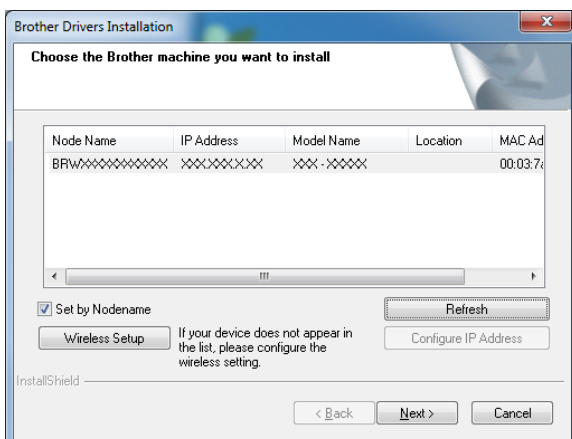 Brother Drivers Installation
Choose the Brother machine you want to install
Node Name IP Address Model Name Location MAC Ad
BRWXXXXXXXXXXXX XXX.XXX.X.XX XXX - XXXXX 00:03:7a
Set by Nodename
Refresh
Wireless Setup
If your device does not appear in
the list, please configure the
wireless setting.
Configure IP Address
InstallShield
< Back Next > Cancel